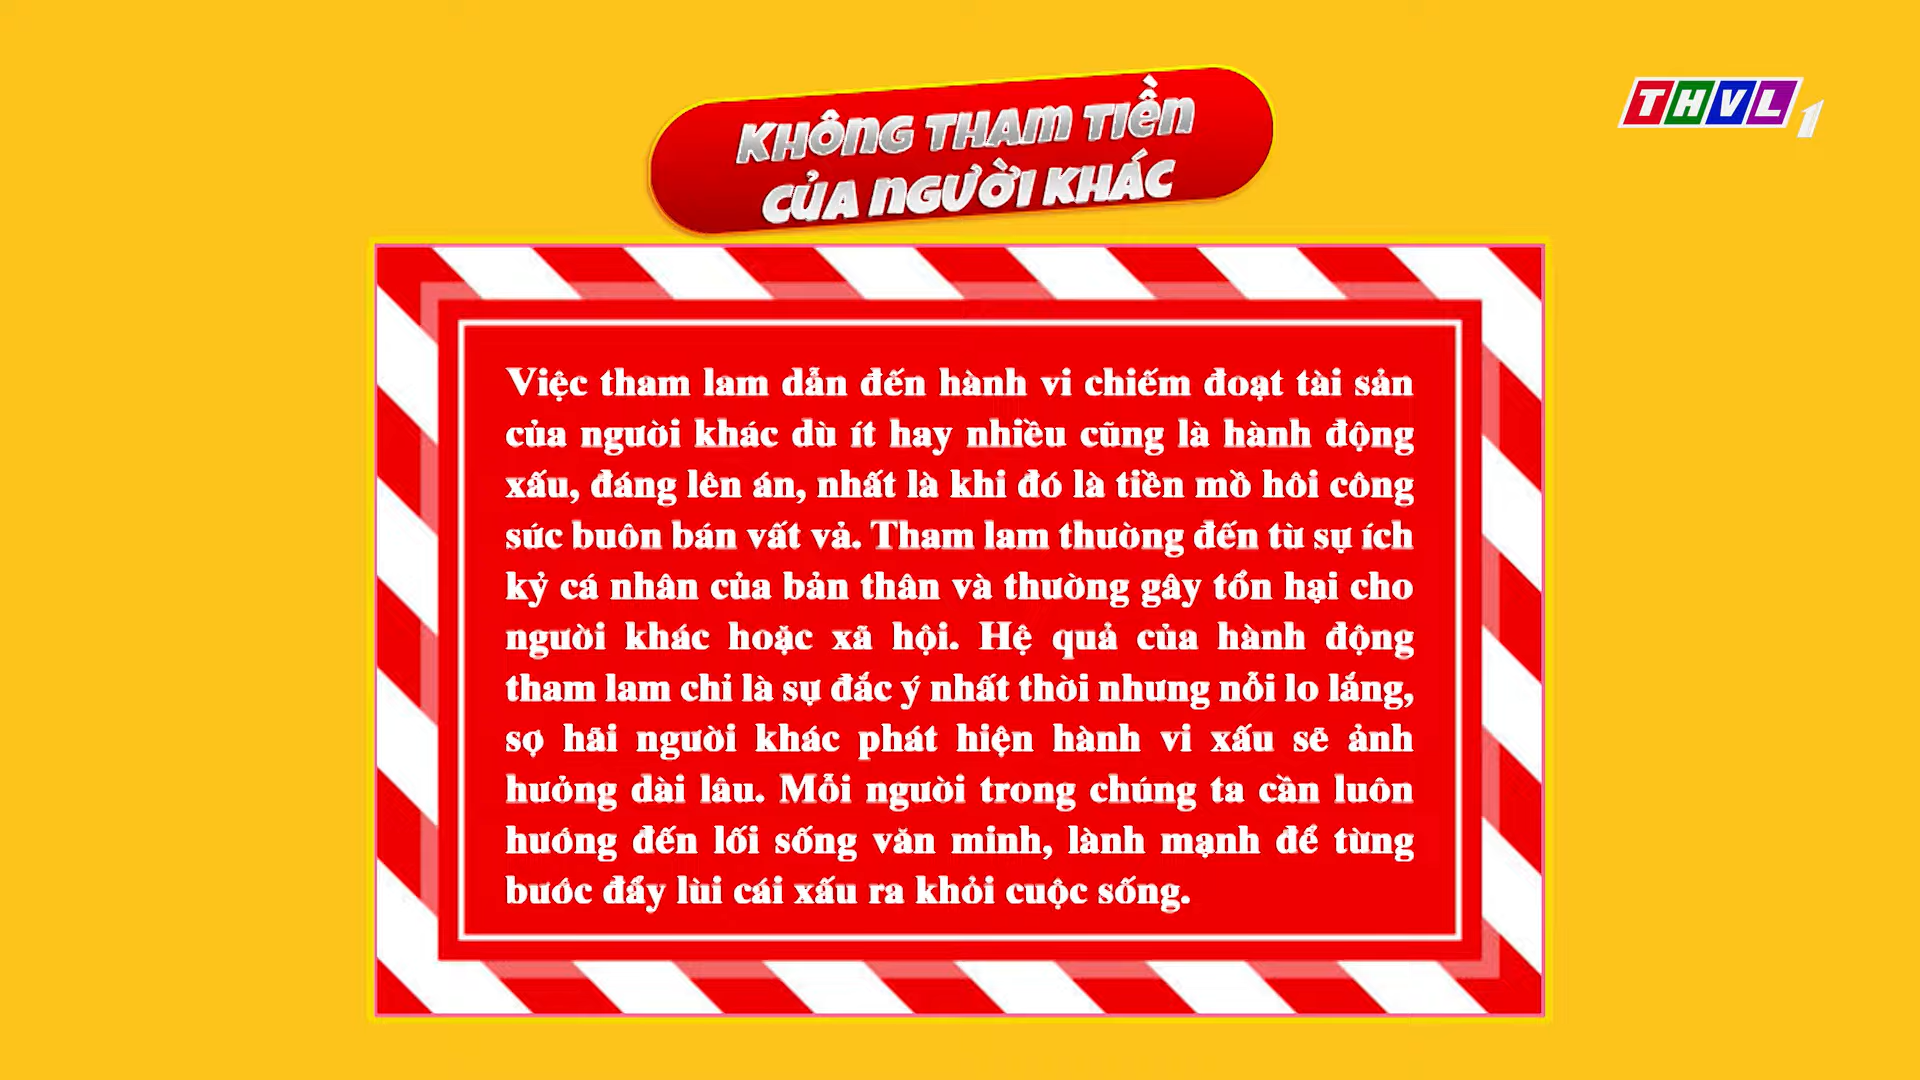 KHÔNG THAM TIỀN
CỦA NGƯỜI KHÁC
THVL1
Việc tham lam dẫn đến hành vi chiếm đoạt tài sản
của người khác dù ít hay nhiều cũng là hành động
xấu, đáng lên án, nhất là khi đó là tiền mồ hôi công
sức buôn bán vất vả. Tham lam thường đến từ sự ích
kỷ cá nhân của bản thân và thường gây tổn hại cho
người khác hoặc xã hội. Hệ quả của hành động
tham lam chỉ là sự đắc ý nhất thời nhưng nỗi lo lắng,
sợ hãi người khác phát hiện hành vi xấu sẽ ảnh
hưởng dài lâu. Mỗi người trong chúng ta cần luôn
hướng đến lối sống văn minh, lành mạnh để từng
bước đẩy lùi cái xấu ra khỏi cuộc sống.